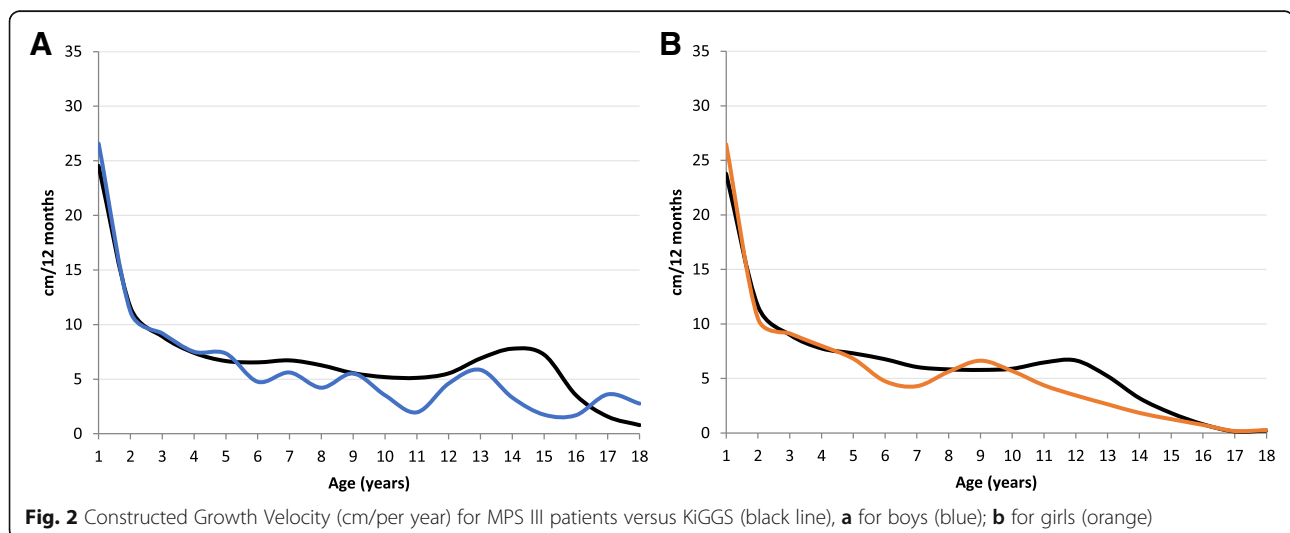 A
35
30
25
20
15
10
5
0
cm/12 months
1 2 3 4 5 6 7 8 9 10 11 12 13 14 15 16 17 18
Age (years)
B
35
30
25
20
15
10
5
0
cm/12 months
1 2 3 4 5 6 7 8 9 10 11 12 13 14 15 16 17 18
Age (years)
Fig. 2 Constructed Growth Velocity (cm/per year) for MPS III patients versus KiGGS (black line), a for boys (blue); b for girls (orange)